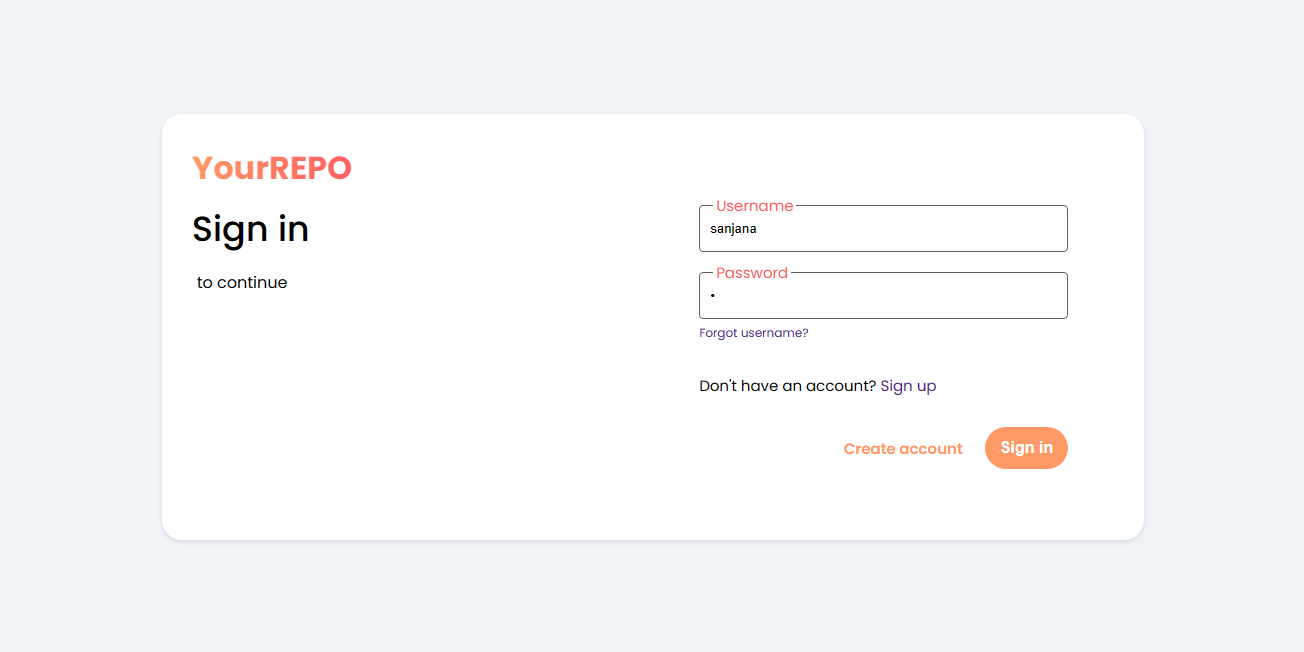 YourREPO
Sign in
to continue
Username
sanjana
Password
•
Forgot username?
Don't have an account? Sign up
Create account
Sign in